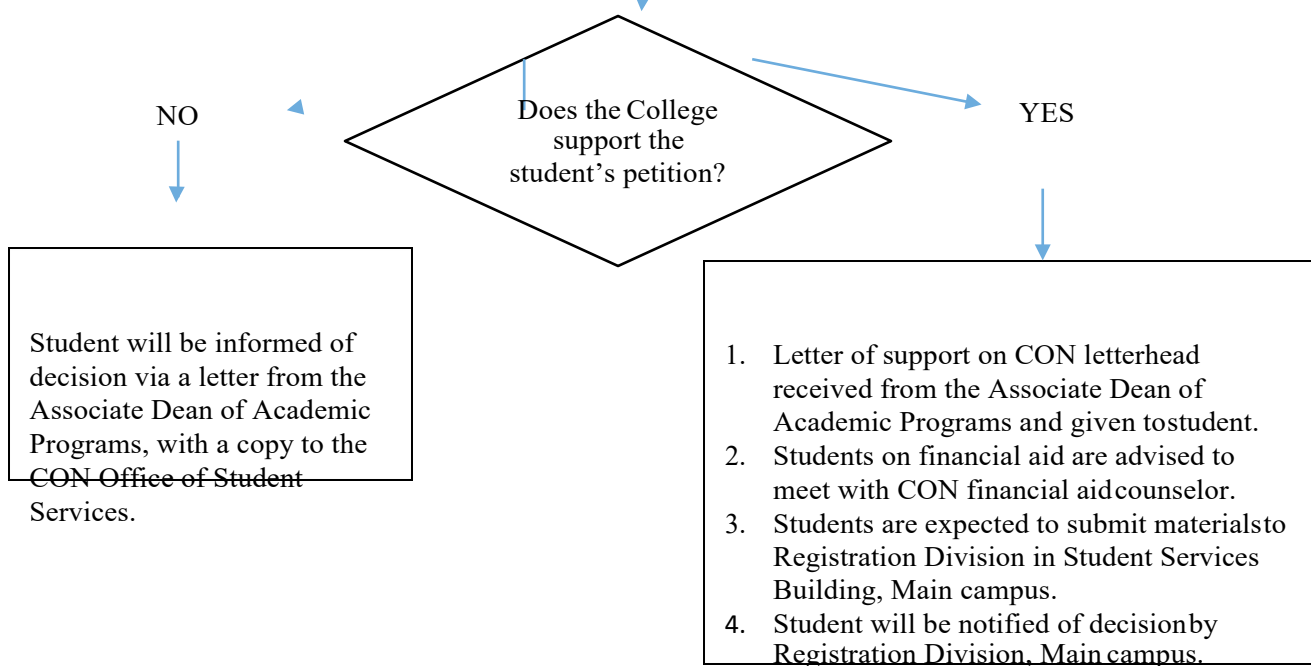 Does the College
support the
student’s petition?
NO
YES
Student will be informed of
decision via a letter from the
Associate Dean of Academic
Programs, with a copy to the
CON Office of Student
Services.
1. Letter of support on CON letterhead
received from the Associate Dean of
Academic Programs and given tostudent.
2. Students on financial aid are advised to
meet with CON financial aidcounselor.
3. Students are expected to submit materialsto
Registration Division in Student Services
Building, Main campus.
4. Student will be notified of decisionby
Registration Division, Main campus.